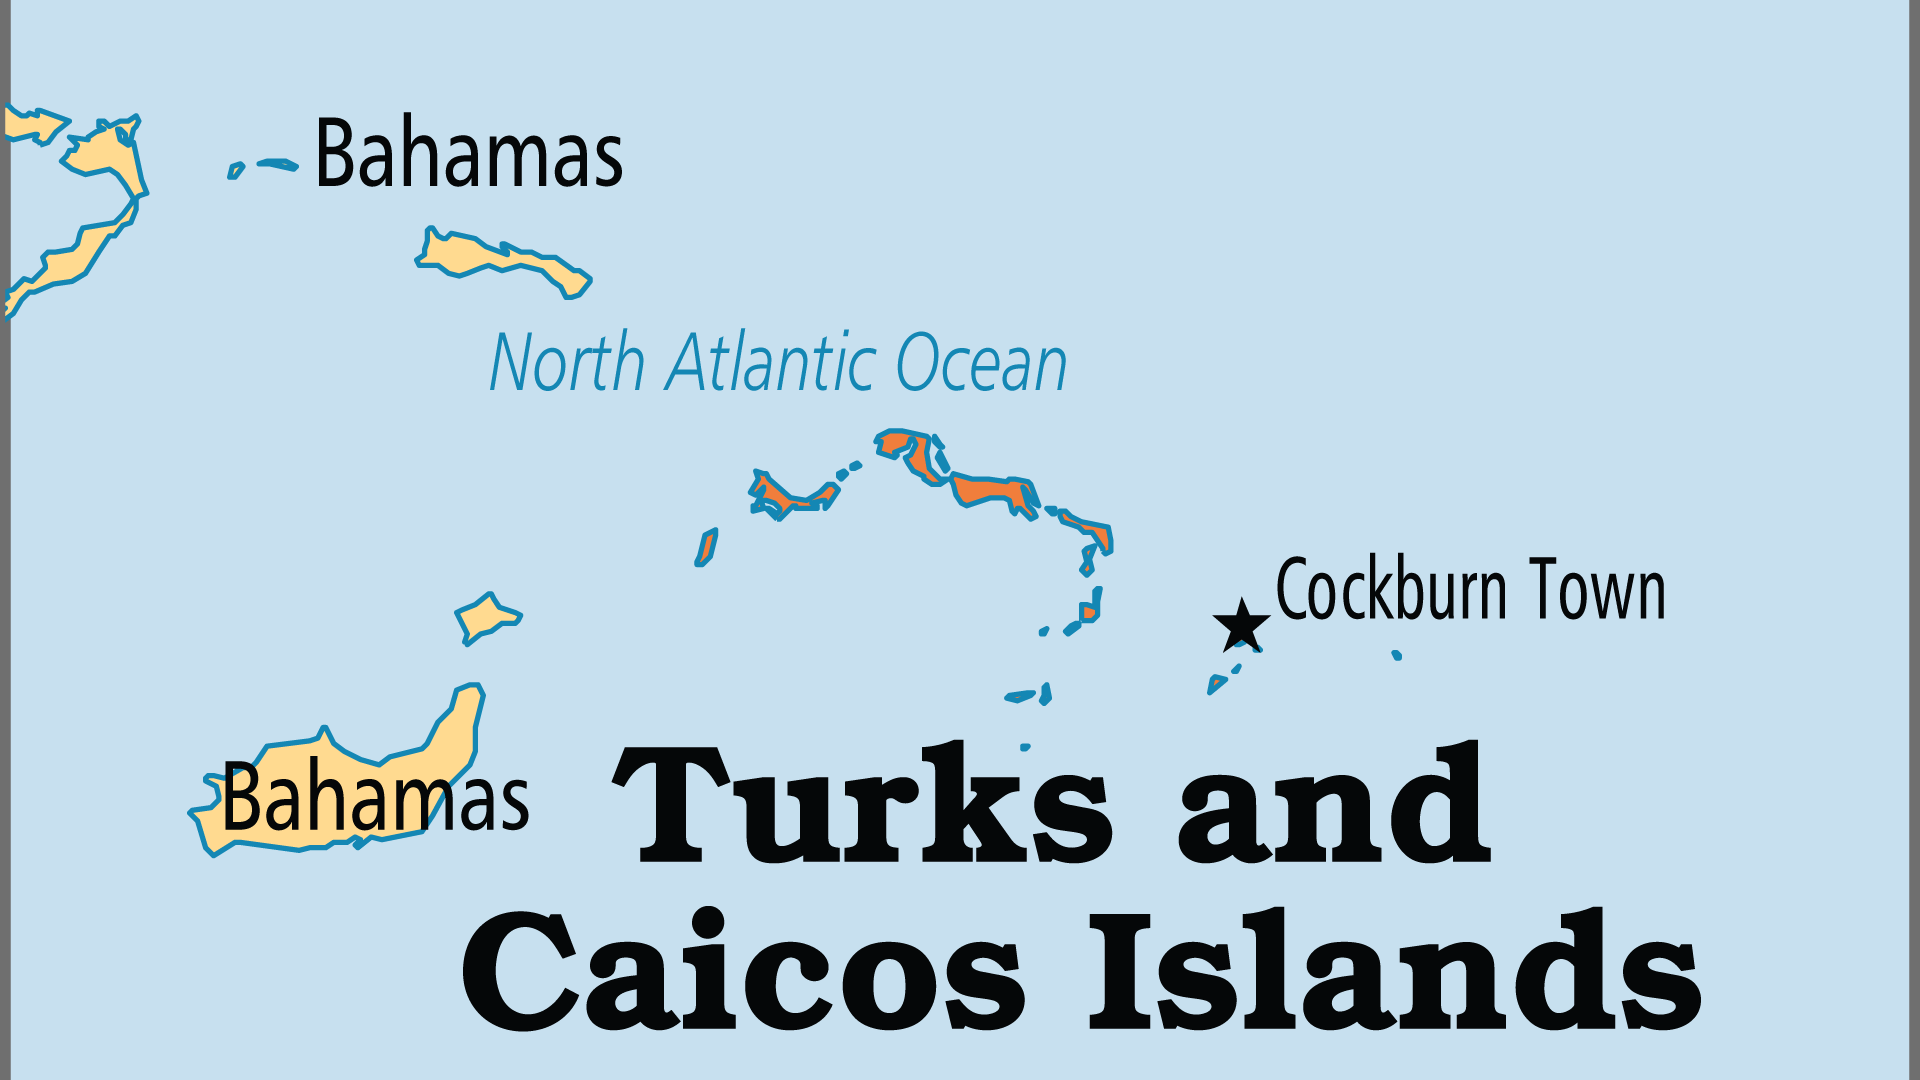 Bahamas
North Atlantic Ocean
Cockburn Town
Bahamas
Turks and
Caicos Islands